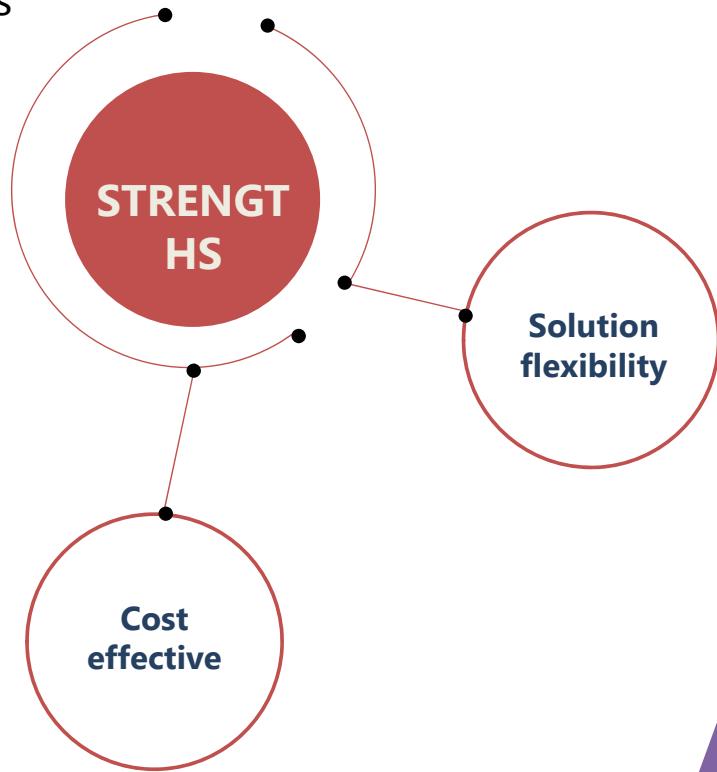 s
STRENGT
HS
Solution
flexibility
Cost
effective